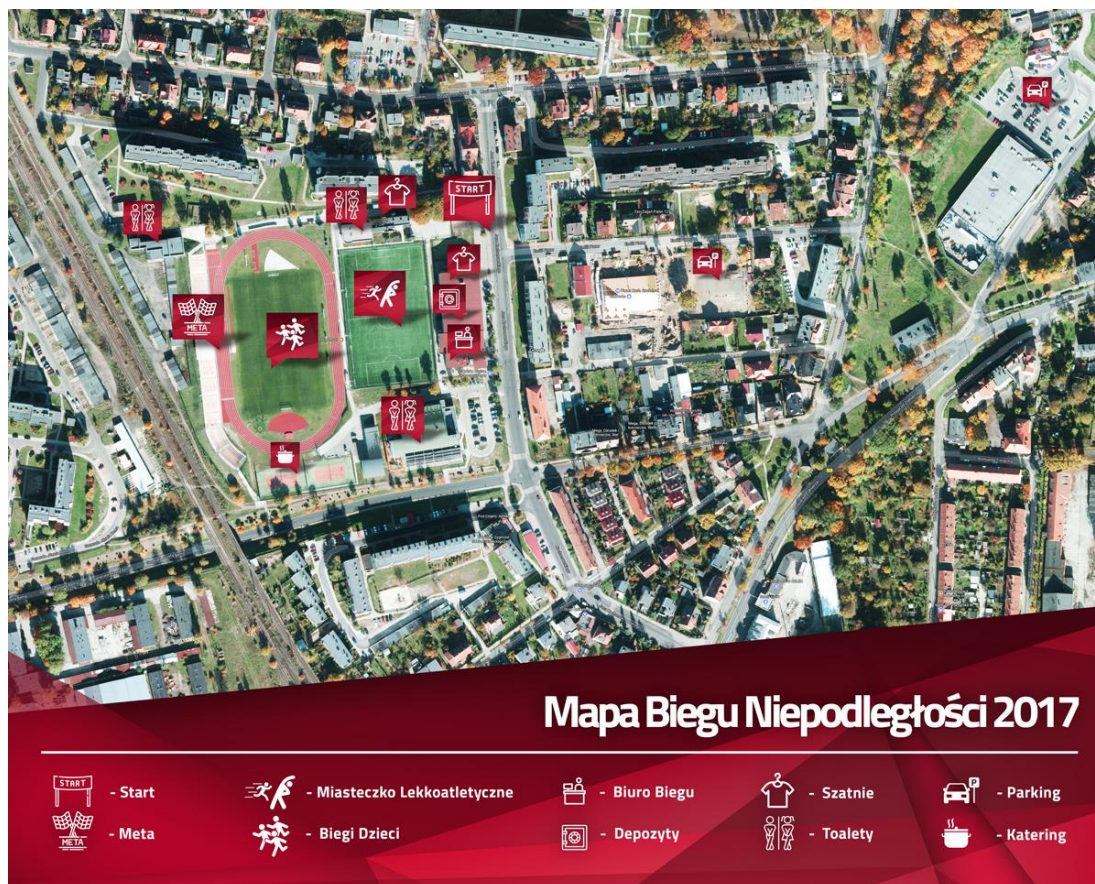 START
META
P
P
Mapa Biegu Niepodległości 2017
START - Start
- Miasteczko Lekkoatletyczne
- Biuro Biegu
- Szatnie
P - Parking
META - Meta
- Biegi Dzieci
- Depozyty
- Toalety
- Katering